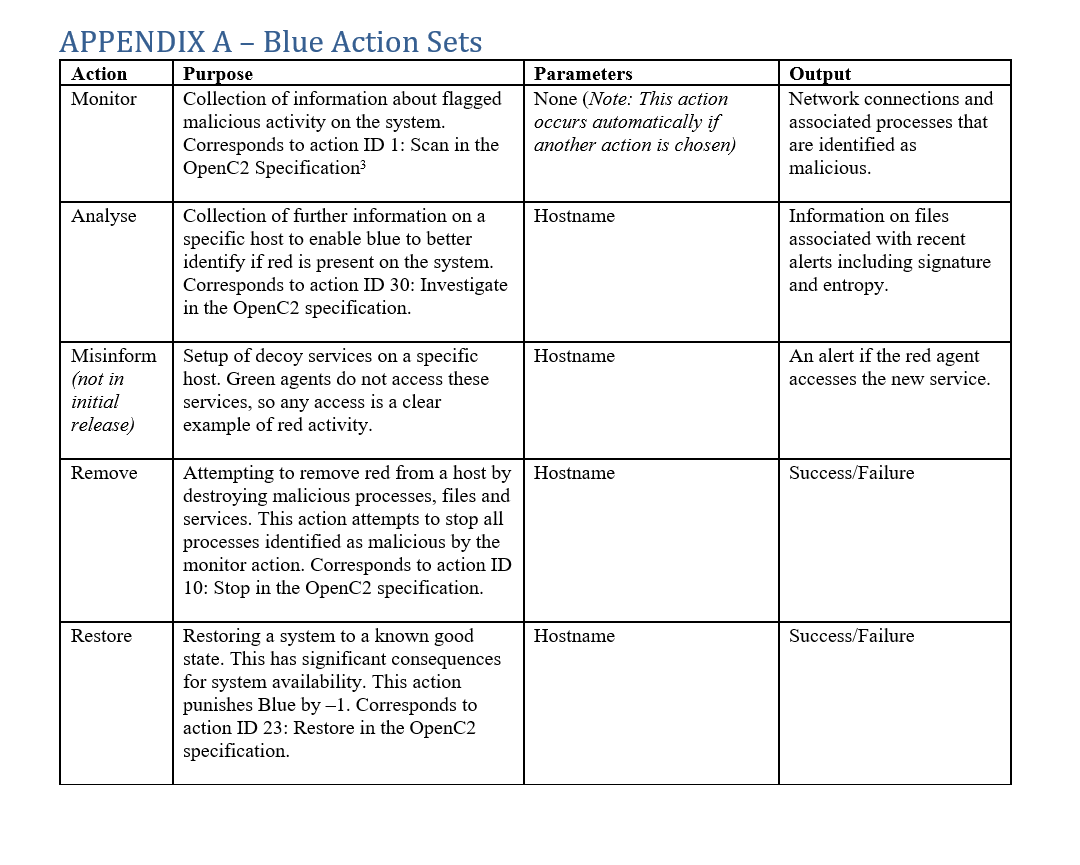 APPENDIX A – Blue Action Sets
Action
Purpose
Parameters
Output
Monitor
Collection of information about flagged
malicious activity on the system.
Corresponds to action ID 1: Scan in the
OpenC2 Specification³
None (Note: This action
occurs automatically if
another action is chosen)
Network connections and
associated processes that
are identified as
malicious.
Analyse
Collection of further information on a
specific host to enable blue to better
identify if red is present on the system.
Corresponds to action ID 30: Investigate
in the OpenC2 specification.
Hostname
Information on files
associated with recent
alerts including signature
and entropy.
Misinform
(not in
initial
release)
Setup of decoy services on a specific
host. Green agents do not access these
services, so any access is a clear
example of red activity.
Hostname
An alert if the red agent
accesses the new service.
Remove
Attempting to remove red from a host by
destroying malicious processes, files and
services. This action attempts to stop all
processes identified as malicious by the
monitor action. Corresponds to action ID
10: Stop in the OpenC2 specification.
Hostname
Success/Failure
Restore
Restoring a system to a known good
state. This has significant consequences
for system availability. This action
punishes Blue by –1. Corresponds to
action ID 23: Restore in the OpenC2
specification.
Hostname
Success/Failure